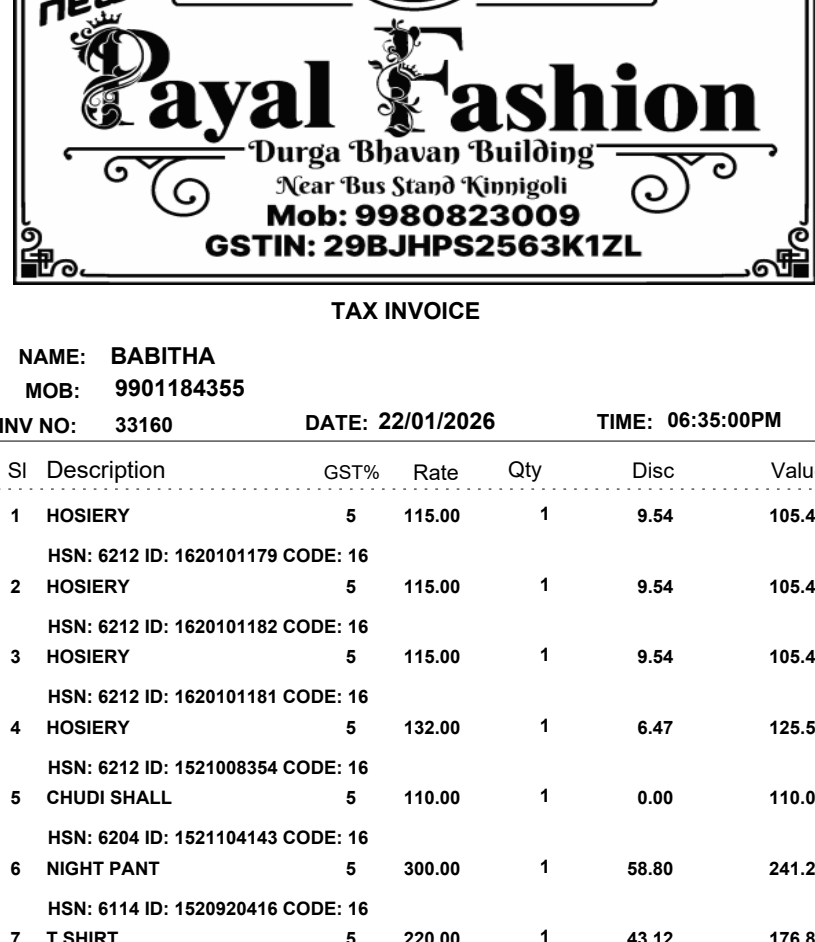 new
Payal Fashion
Durga Bhavan Building
Near Bus Stand Kinnigoli
Mob: 9980823009
GSTIN: 29BJHPS2563K1ZL
TAX INVOICE
NAME: BABITHA
MOB: 9901184355
INV NO: 33160 DATE: 22/01/2026 TIME: 06:35:00PM
Sl Description GST% Rate Qty Disc Valu
1 HOSIERY 5 115.00 1 9.54 105.4
HSN: 6212 ID: 1620101179 CODE: 16
2 HOSIERY 5 115.00 1 9.54 105.4
HSN: 6212 ID: 1620101182 CODE: 16
3 HOSIERY 5 115.00 1 9.54 105.4
HSN: 6212 ID: 1620101181 CODE: 16
4 HOSIERY 5 132.00 1 6.47 125.5
HSN: 6212 ID: 1521008354 CODE: 16
5 CHUDI SHALL 5 110.00 1 0.00 110.0
HSN: 6204 ID: 1521104143 CODE: 16
6 NIGHT PANT 5 300.00 1 58.80 241.2
HSN: 6114 ID: 1520920416 CODE: 16
7 T SHIRT 5 220.00 1 43.12 176.8